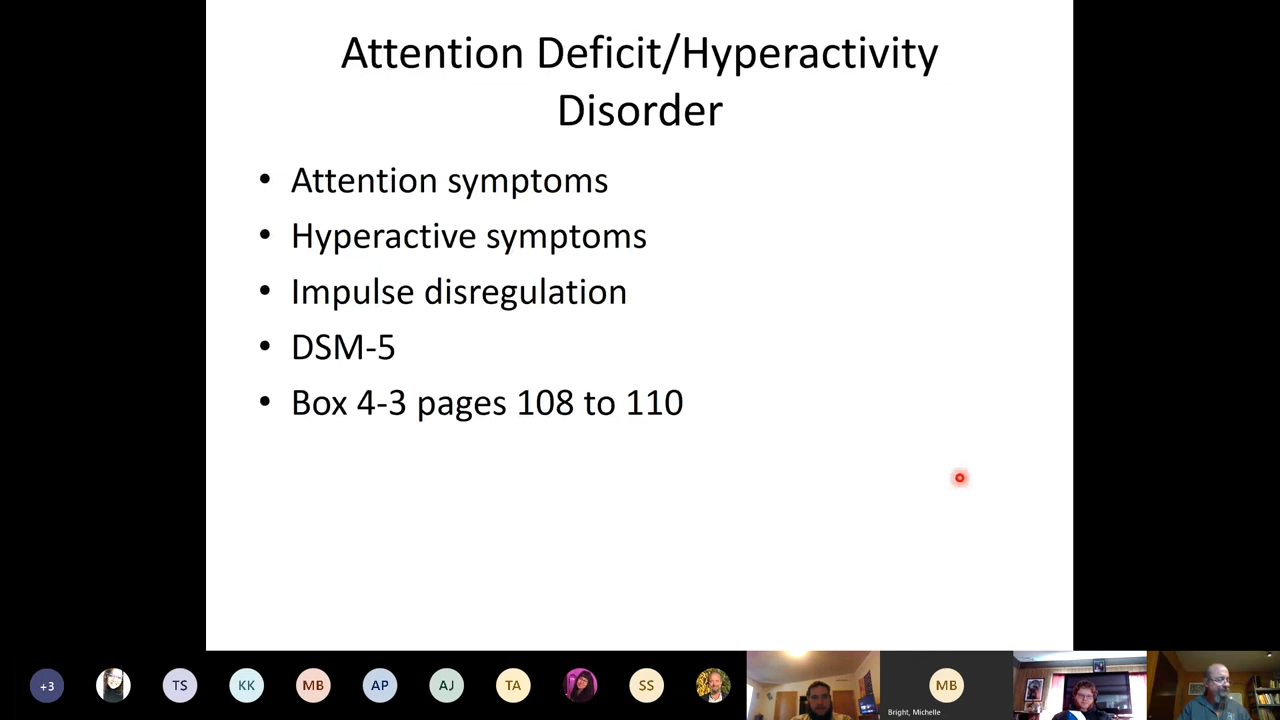 Attention Deficit/Hyperactivity
Disorder
• Attention symptoms
• Hyperactive symptoms
• Impulse disregulation
• DSM-5
• Box 4-3 pages 108 to 110
+3
TS
KK
MB
AP
AJ
TA
SS
MB
Bright, Michelle